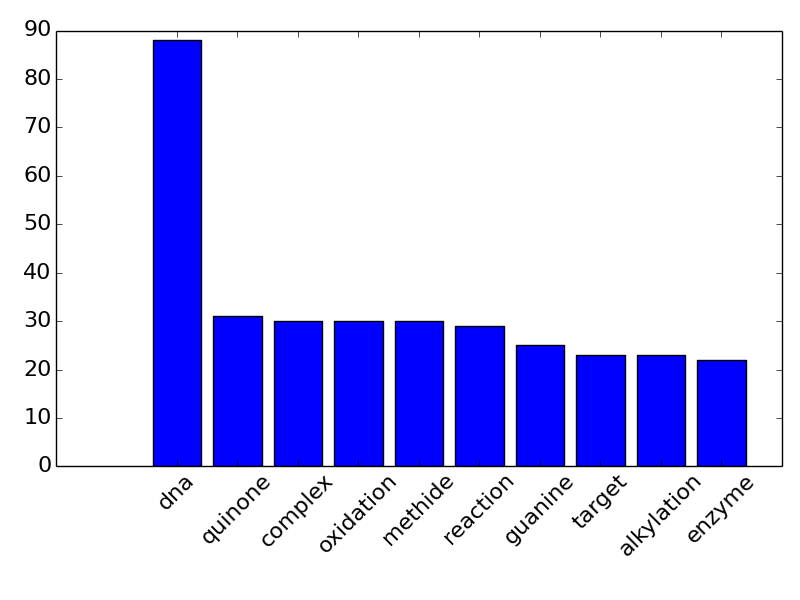 90
80
70
60
50
40
30
20
10
0
dna
quinone
complex
oxidation
methide
reaction
guanine
target
alkylation
enzyme